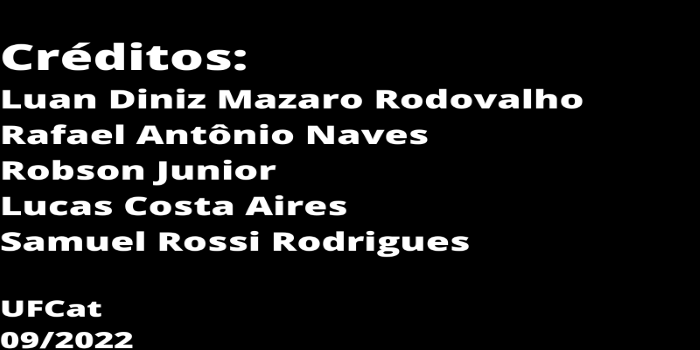 Créditos:
Luan Diniz Mazaro Rodovalho
Rafael Antônio Naves
Robson Junior
Lucas Costa Aires
Samuel Rossi Rodrigues
UFCat
09/2022